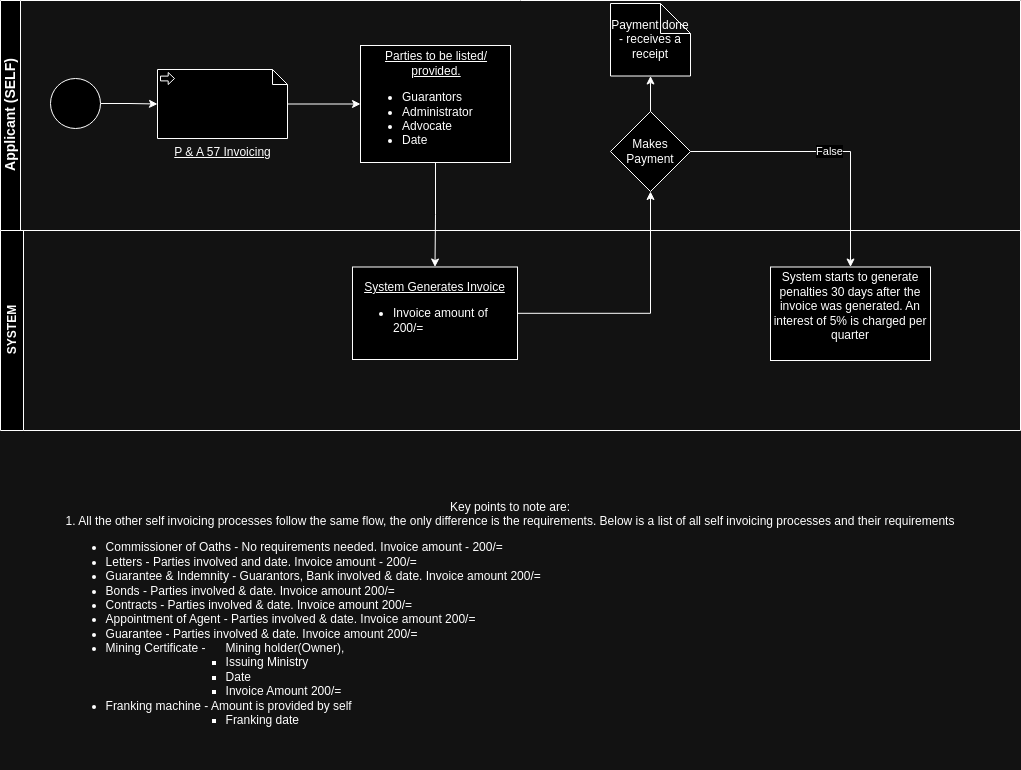 Applicant (SELF)
P & A 57 Invoicing
Parties to be listed/
provided.
Guarantors
Administrator
Advocate
Date
Payment done
- receives a
receipt
Makes
Payment
False
SYSTEM
System Generates Invoice
Invoice amount of
200/=
System starts to generate
penalties 30 days after the
invoice was generated. An
interest of 5% is charged per
quarter
Key points to note are:
1. All the other self invoicing processes follow the same flow, the only difference is the requirements. Below is a list of all self invoicing processes and their requirements
Commissioner of Oaths - No requirements needed. Invoice amount - 200/=
Letters - Parties involved and date. Invoice amount - 200/=
Guarantee & Indemnity - Guarantors, Bank involved & date. Invoice amount 200/=
Bonds - Parties involved & date. Invoice amount 200/=
Contracts - Parties involved & date. Invoice amount 200/=
Appointment of Agent - Parties involved & date. Invoice amount 200/=
Guarantee - Parties involved & date. Invoice amount 200/=
Mining Certificate - Mining holder(Owner),
Issuing Ministry
Date
Invoice Amount 200/=
Franking machine - Amount is provided by self
Franking date